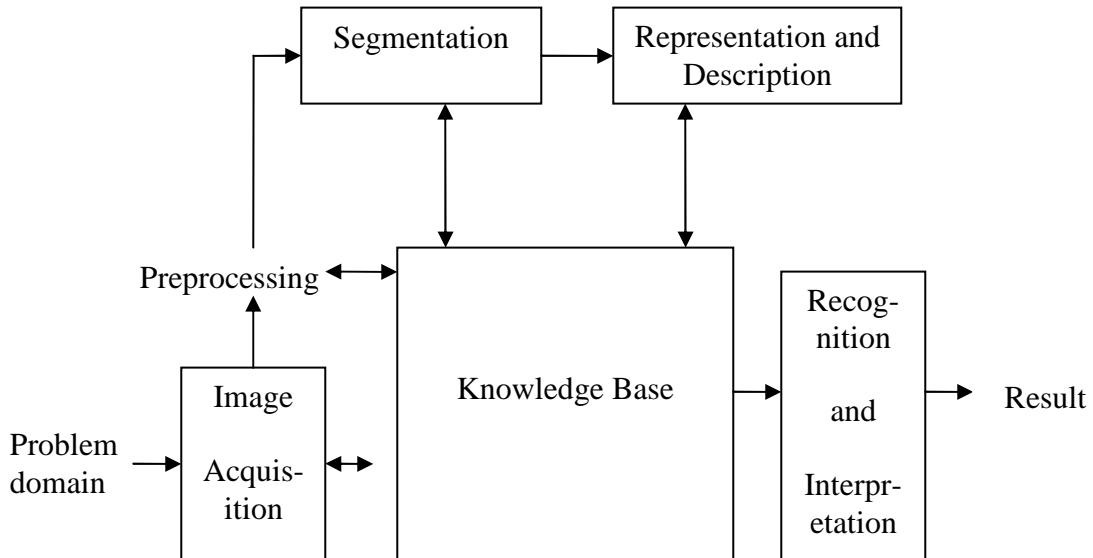 Segmentation
Representation and
Description
Preprocessing
Image
Acquis-
ition
Problem
domain
Knowledge Base
Recog-
nition
and
Interpr-
etation
Result